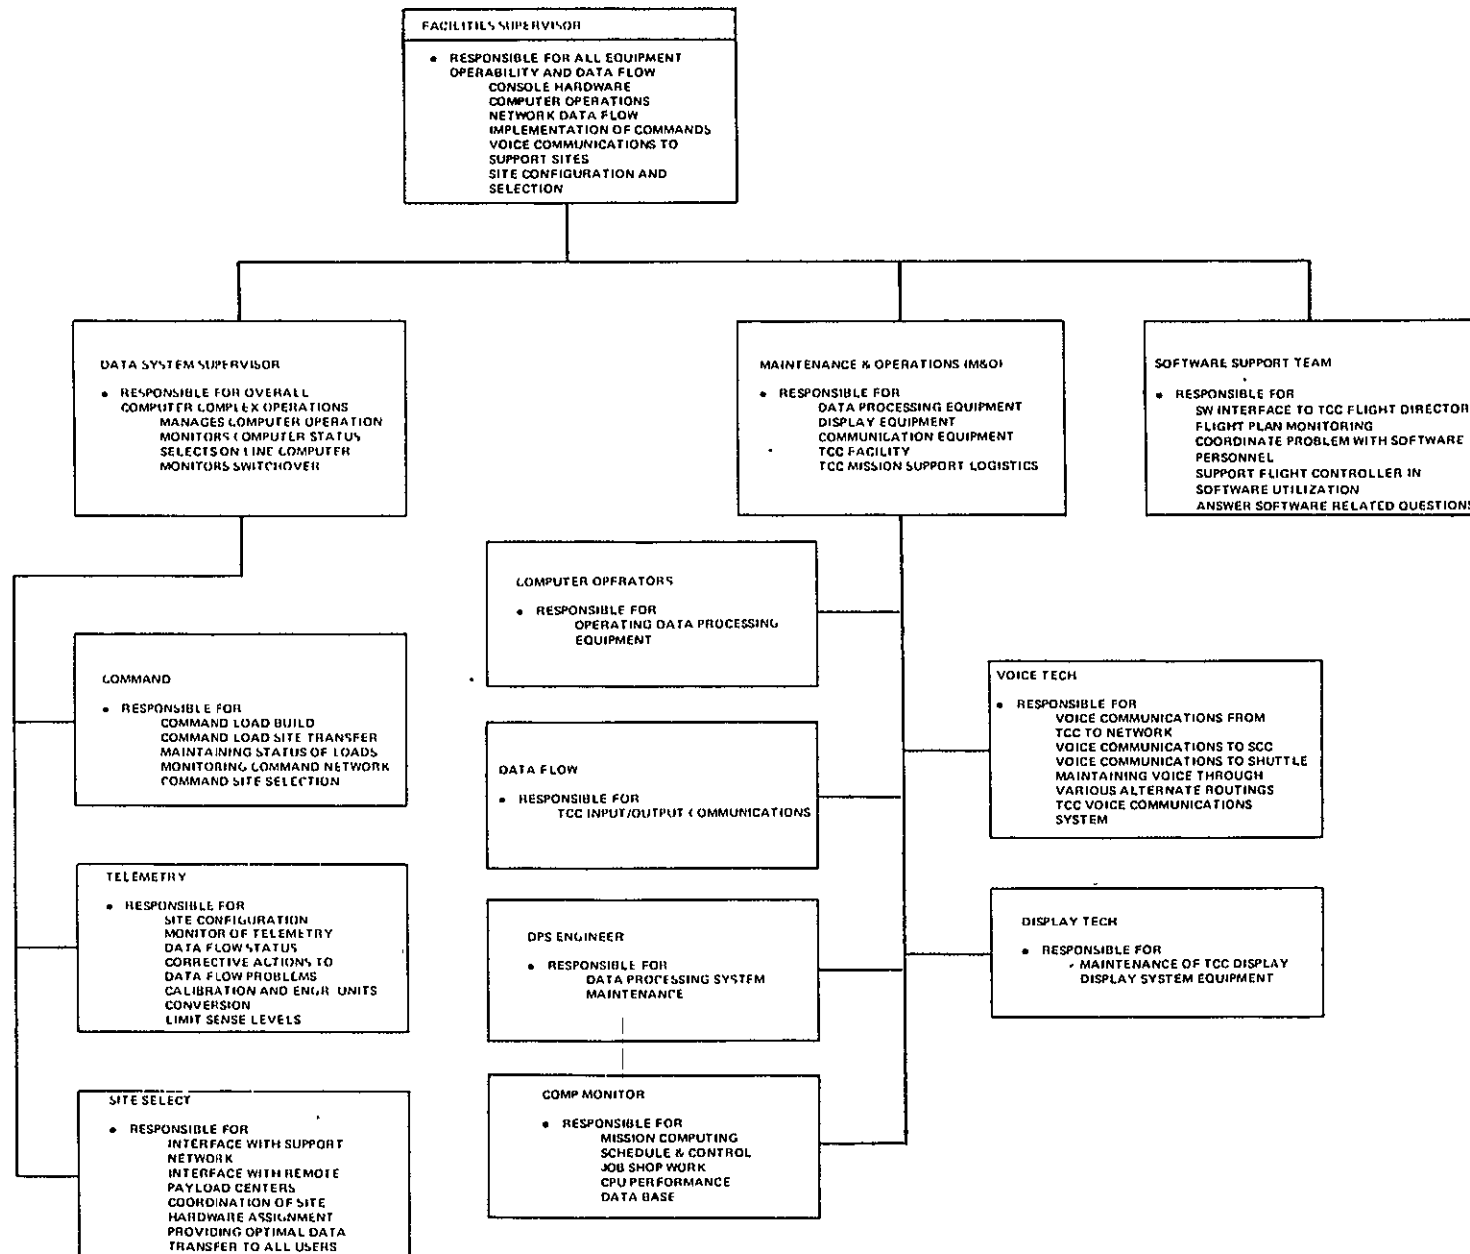 FACILITIES SUPERVISOR
• RESPONSIBLE FOR ALL EQUIPMENT
OPERABILITY AND DATA FLOW
CONSOLE HARDWARE
COMPUTER OPERATIONS
NETWORK DATA FLOW
IMPLEMENTATION OF COMMANDS
VOICE COMMUNICATIONS TO
SUPPORT SITES
SITE CONFIGURATION AND
SELECTION
DATA SYSTEM SUPERVISOR
• RESPONSIBLE FOR OVERALL
COMPUTER COMPLEX OPERATIONS
MANAGES COMPUTER OPERATION
MONITORS COMPUTER STATUS
SELECTS ON LINE COMPUTER
MONITORS SWITCHOVER
MAINTENANCE & OPERATIONS (M&O)
• RESPONSIBLE FOR
DATA PROCESSING EQUIPMENT
DISPLAY EQUIPMENT
COMMUNICATION EQUIPMENT
TCC FACILITY
TCC MISSION SUPPORT LOGISTICS
SOFTWARE SUPPORT TEAM
• RESPONSIBLE FOR
SW INTERFACE TO TCC FLIGHT DIRECTOR
FLIGHT PLAN MONITORING
COORDINATE PROBLEM WITH SOFTWARE
PERSONNEL
SUPPORT FLIGHT CONTROLLER IN
SOFTWARE UTILIZATION
ANSWER SOFTWARE RELATED QUESTIONS
COMMAND
• RESPONSIBLE FOR
COMMAND LOAD BUILD
COMMAND LOAD SITE TRANSFER
MAINTAINING STATUS OF LOADS
MONITORING COMMAND NETWORK
COMMAND SITE SELECTION
TELEMETRY
• RESPONSIBLE FOR
SITE CONFIGURATION
MONITOR OF TELEMETRY
DATA FLOW STATUS
CORRECTIVE ACTIONS TO
DATA FLOW PROBLEMS
CALIBRATION AND ENGR UNITS
CONVERSION
LIMIT SENSE LEVELS
SITE SELECT
• RESPONSIBLE FOR
INTERFACE WITH SUPPORT
NETWORK
INTERFACE WITH REMOTE
PAYLOAD CENTERS
COORDINATION OF SITE
HARDWARE ASSIGNMENT
PROVIDING OPTIMAL DATA
TRANSFER TO ALL USERS
COMPUTER OPERATORS
• RESPONSIBLE FOR
OPERATING DATA PROCESSING
EQUIPMENT
DATA FLOW
• RESPONSIBLE FOR
TCC INPUT/OUTPUT COMMUNICATIONS
DPS ENGINEER
• RESPONSIBLE FOR
DATA PROCESSING SYSTEM
MAINTENANCE
COMP MONITOR
• RESPONSIBLE FOR
MISSION COMPUTING
SCHEDULE & CONTROL
JOB SHOP WORK
CPU PERFORMANCE
DATA BASE
VOICE TECH
• RESPONSIBLE FOR
VOICE COMMUNICATIONS FROM
TCC TO NETWORK
VOICE COMMUNICATIONS TO SCC
VOICE COMMUNICATIONS TO SHUTTLE
MAINTAINING VOICE THROUGH
VARIOUS ALTERNATE ROUTINGS
TCC VOICE COMMUNICATIONS
SYSTEM
DISPLAY TECH
• RESPONSIBLE FOR
MAINTENANCE OF TCC DISPLAY
DISPLAY SYSTEM EQUIPMENT